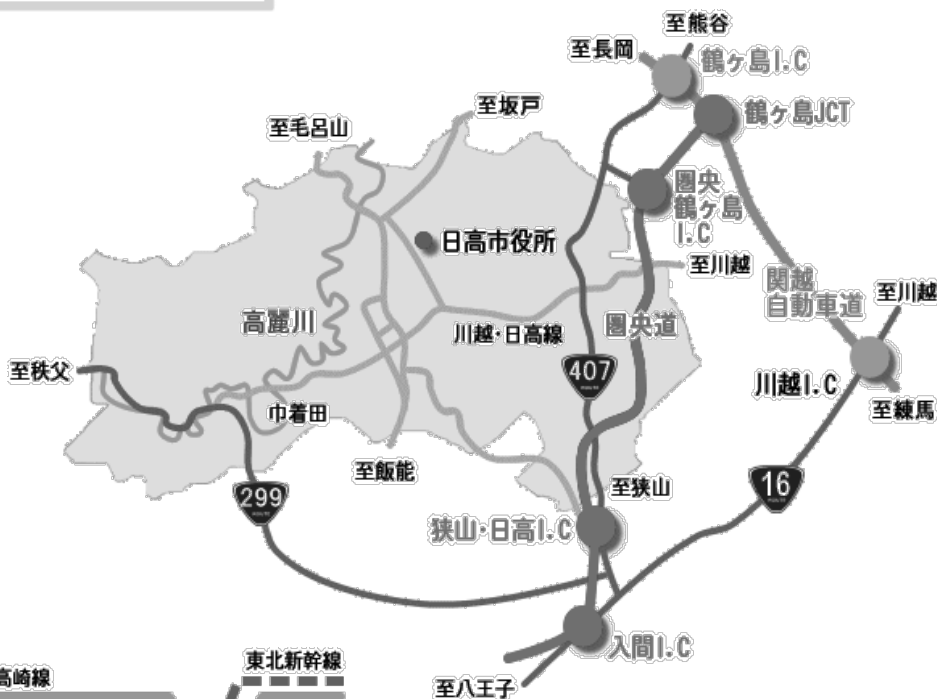 至熊谷
至長岡
鶴ヶ島I.C
至坂戸
鶴ヶ島JCT
至毛呂山
圏央
鶴ヶ島
I.C
日高市役所
至川越
関越
自動車道
至川越
高麗川
川越・日高線
圏央道
407
ROUTE
至秩父
川越I.C
巾着田
至練馬
至飯能
299
ROUTE
至狭山
16
ROUTE
狭山・日高I.C
入間I.C
東北新幹線
高崎線
至八王子